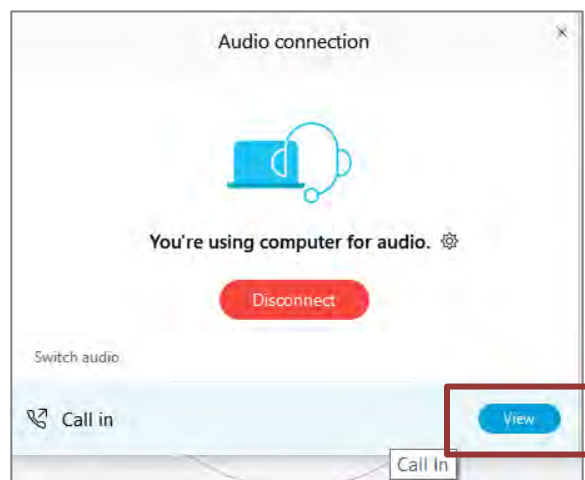 Audio connection
You're using computer for audio.
Disconnect
Switch audio
Call in
View
Call In